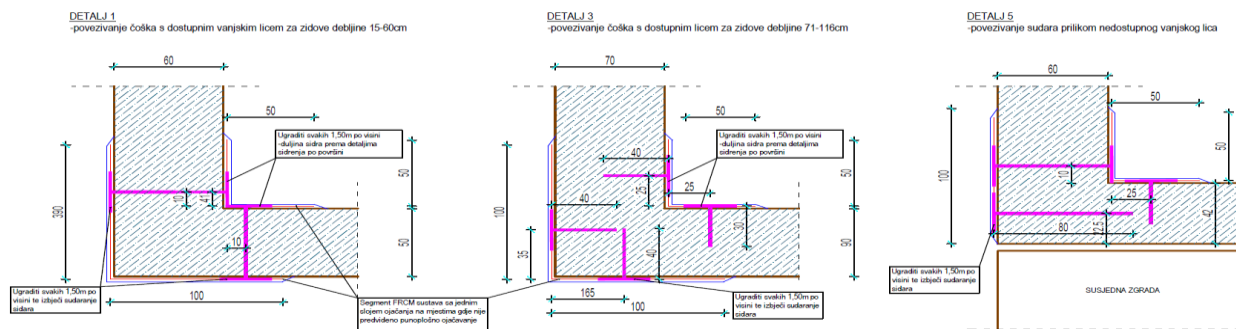 DETALJ 1
-povezivanje čoška s dostupnim vanjskim licem za zidove debljine 15-60cm
60
50
Ugraditi svakih 1,50m po visini
-duljina sidra prema detaljima
sidrenja po površini
390
10
41
50
10
50
100
Ugraditi svakih 1,50m po
visini te izbjeći sudaranje
sidara
Segment FRCM sustava sa jednim
slojem ojačanja na mjestima gdje nije
predviđeno punoplošno ojačavanje
DETALJ 3
-povezivanje čoška s dostupnim vanjskim licem za zidove debljine 71-116cm
70
50
Ugraditi svakih 1,50m po visini
-duljina sidra prema detaljima
sidrenja po površini
40
25
25
50
100
40
35
40
30
90
165
100
Ugraditi svakih 1,50m po
visini te izbjeći sudaranje
sidara
DETALJ 5
-povezivanje sudara prilikom nedostupnog vanjskog lica
60
50
50
100
10
25
42
80
22.5
Ugraditi svakih 1,50m po
visini te izbjeći sudaranje
sidara
SUSJEDNA ZGRADA